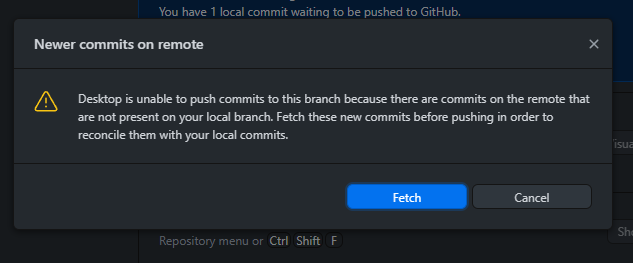 You have 1 local commit waiting to be pushed to GitHub.
Newer commits on remote
Desktop is unable to push commits to this branch because there are commits on the remote that
are not present on your local branch. Fetch these new commits before pushing in order to
reconcile them with your local commits.
Fetch Cancel
Repository menu or Ctrl Shift F